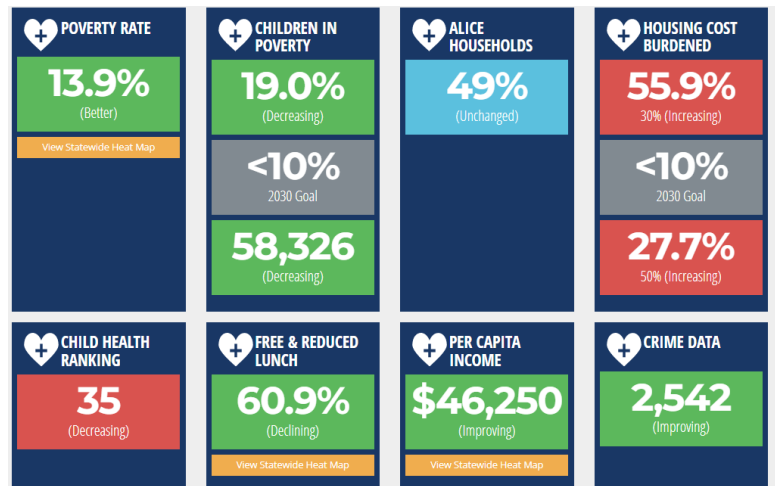 POVERTY RATE
13.9%
(Better)
View Statewide Heat Map
CHILDREN IN
POVERTY
19.0%
(Decreasing)
<10%
2030 Goal
58,326
(Decreasing)
ALICE
HOUSEHOLDS
49%
(Unchanged)
HOUSING COST
BURDENED
55.9%
30% (Increasing)
<10%
2030 Goal
27.7%
50% (Increasing)
CHILD HEALTH
RANKING
35
(Decreasing)
FREE & REDUCED
LUNCH
60.9%
(Declining)
View Statewide Heat Map
PER CAPITA
INCOME
$46,250
(Improving)
View Statewide Heat Map
CRIME DATA
2,542
(Improving)